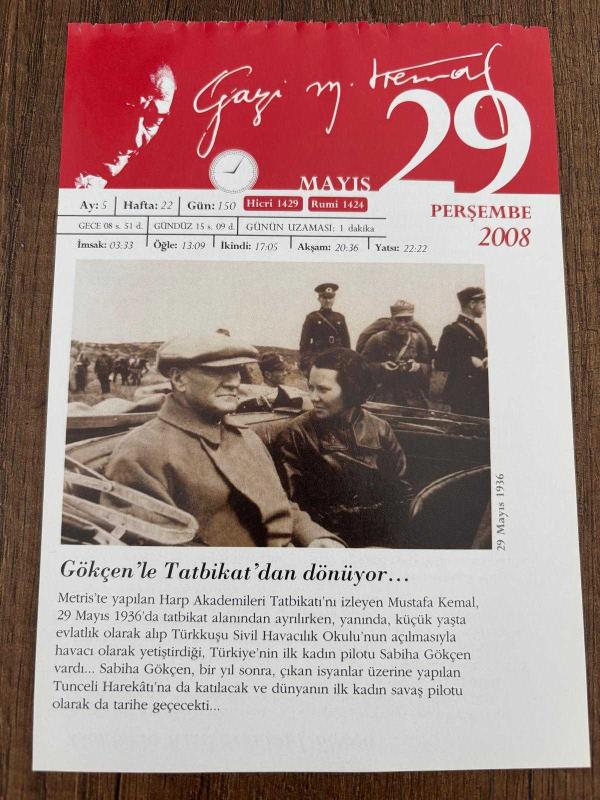 Gazi M. Kemal
29
MAYIS
PERŞEMBE
2008
Ay: 5 Hafta: 22 Gün: 150 Hicri 1429 Rumi 1424
GECE 08 s. 51 d. GÜNDÜZ 15 s. 09 d. GÜNÜN UZAMASI: 1 dakika
İmsak: 03:33 Öğle: 13:09 İkindi: 17:05 Akşam: 20:36 Yatsı: 22:22
29 Mayıs 1936
Gökçen'le Tatbikat'dan dönüyor...
Metris'te yapılan Harp Akademileri Tatbikatı'nı izleyen Mustafa Kemal,
29 Mayıs 1936'da tatbikat alanından ayrılırken, yanında, küçük yaşta
evlatlık olarak alıp Türkkuşu Sivil Havacılık Okulu'nun açılmasıyla
havacı olarak yetiştirdiği, Türkiye'nin ilk kadın pilotu Sabiha Gökçen
vardı... Sabiha Gökçen, bir yıl sonra, çıkan isyanlar üzerine yapılan
Tunceli Harekâtı'na da katılacak ve dünyanın ilk kadın savaş pilotu
olarak da tarihe geçecekti...